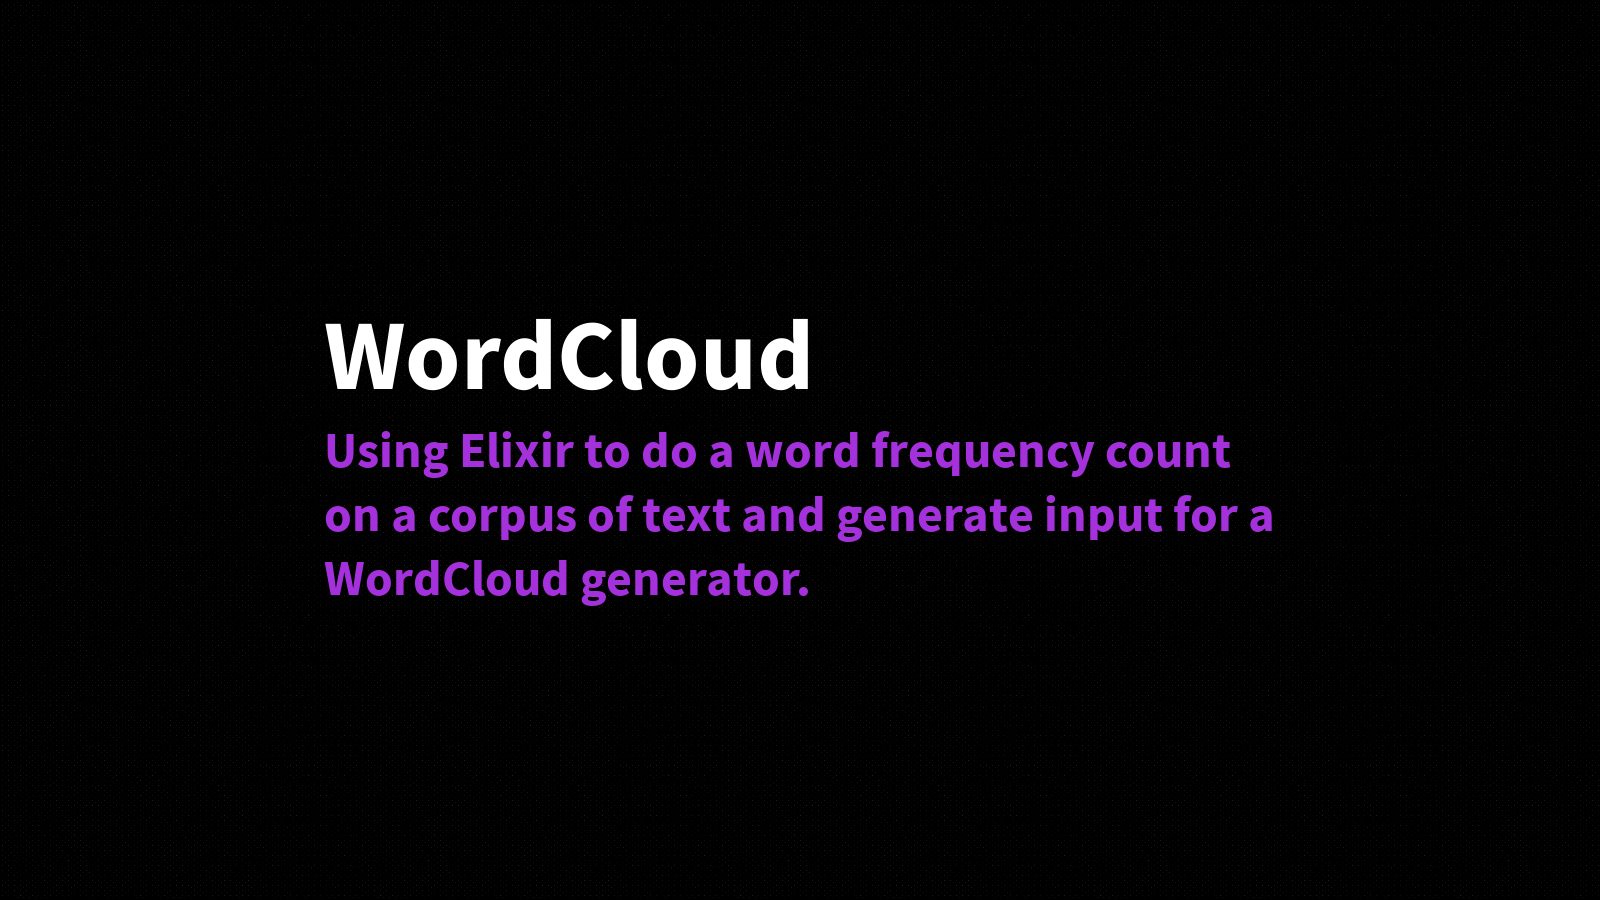 WordCloud
Using Elixir to do a word frequency count
on a corpus of text and generate input for a
WordCloud generator.